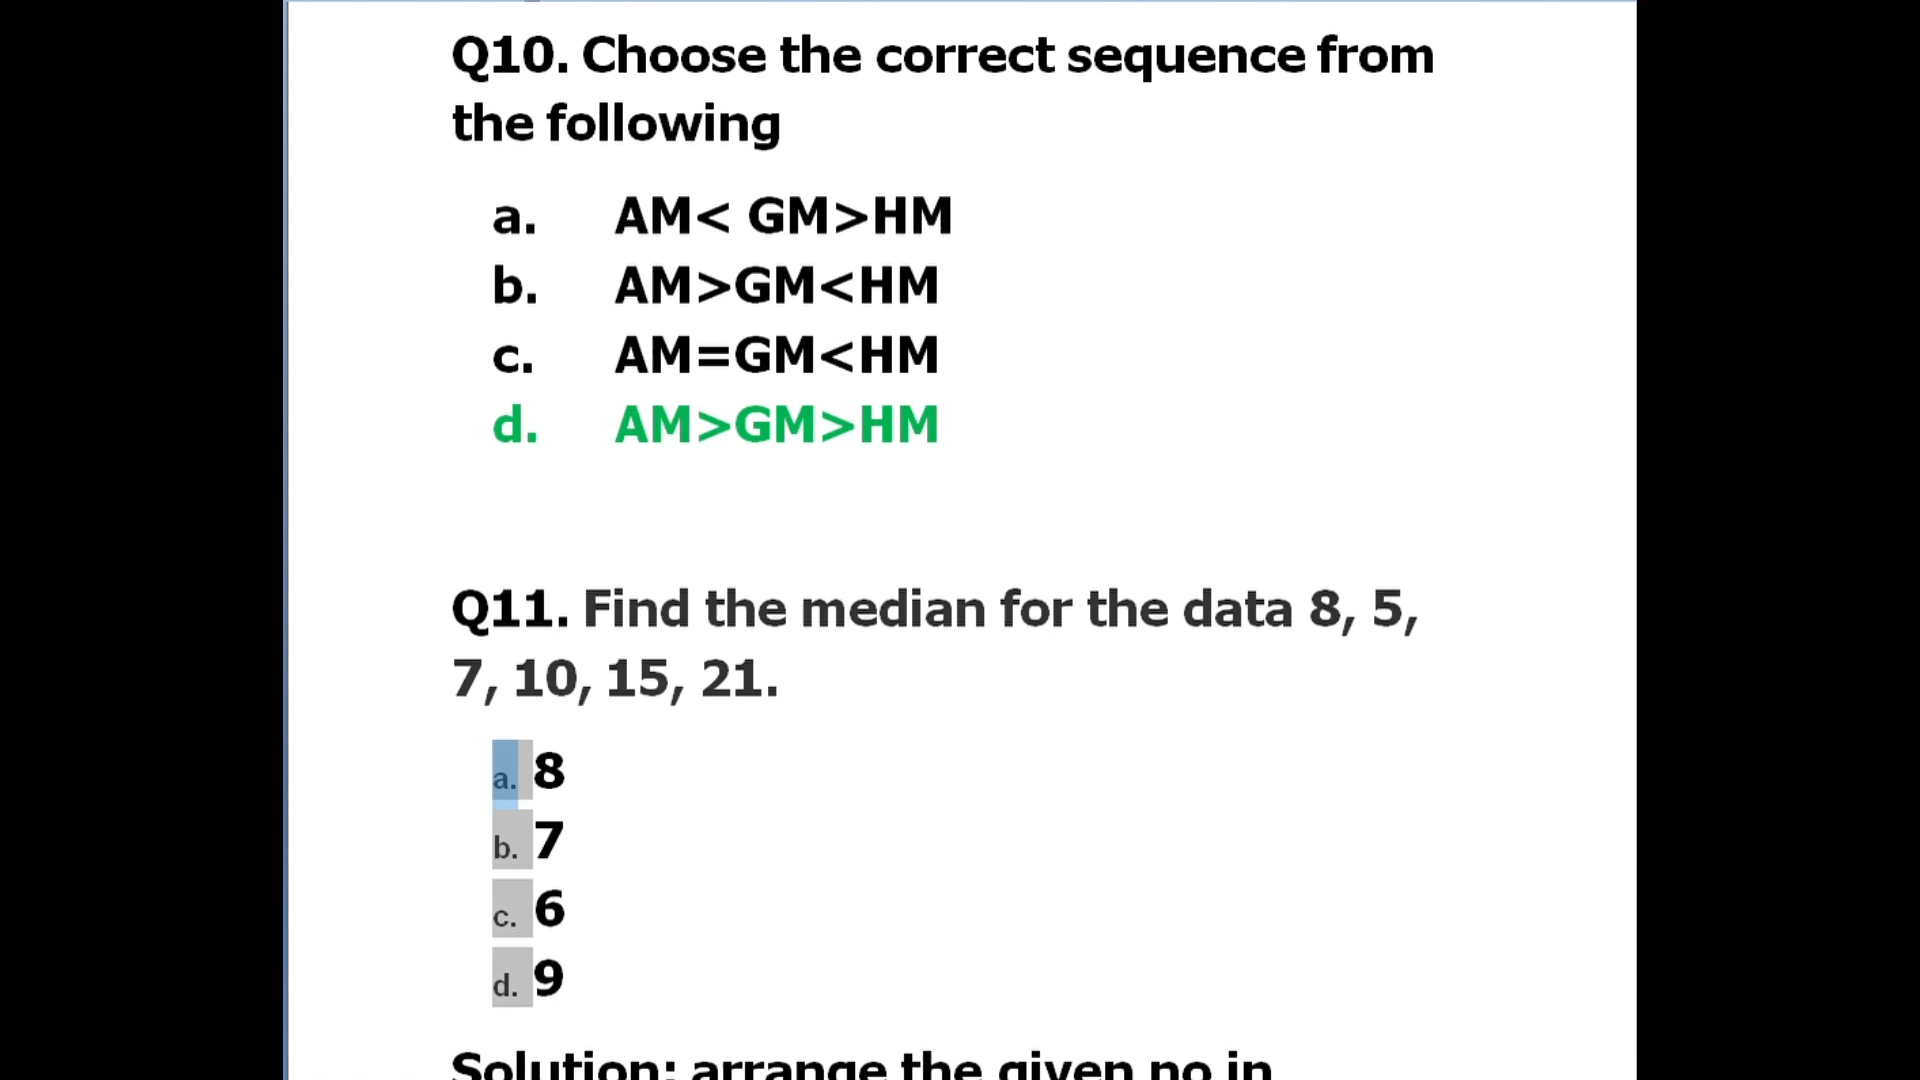 Q10. Choose the correct sequence from
the following
a. AM< GM>HM
b. AM>GM<HM
c. AM=GM<HM
d. AM>GM>HM
Q11. Find the median for the data 8, 5,
7, 10, 15, 21.
a. 8
b. 7
c. 6
d. 9
Solution: arrange the given no in